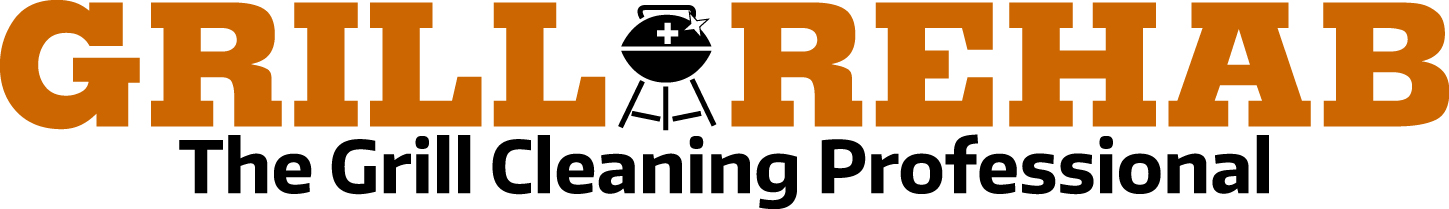 GRILL REHAB
The Grill Cleaning Professional